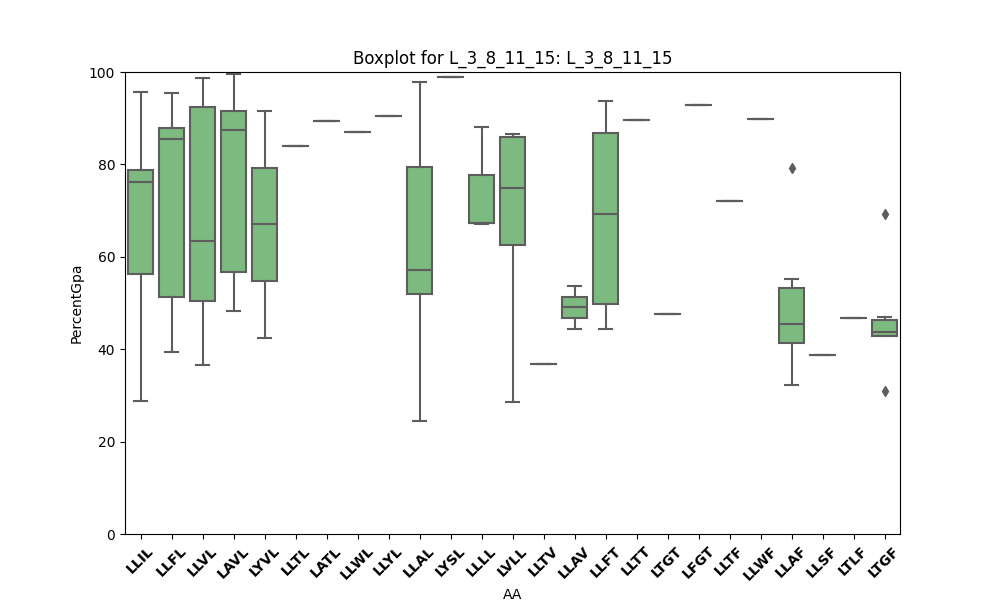 Boxplot for L_3_8_11_15: L_3_8_11_15
100
80
60
40
20
0
PercentGpa
LLIL LLFL LLVL LAVL LYVL LLTL LATL LLWL LLYL LLAL LYSL LLLL LVLL LLTV LLAV LLFT LLTT LTGT LFGT LLTF LLWF LLAF LLSF LTLF LTGF
AA